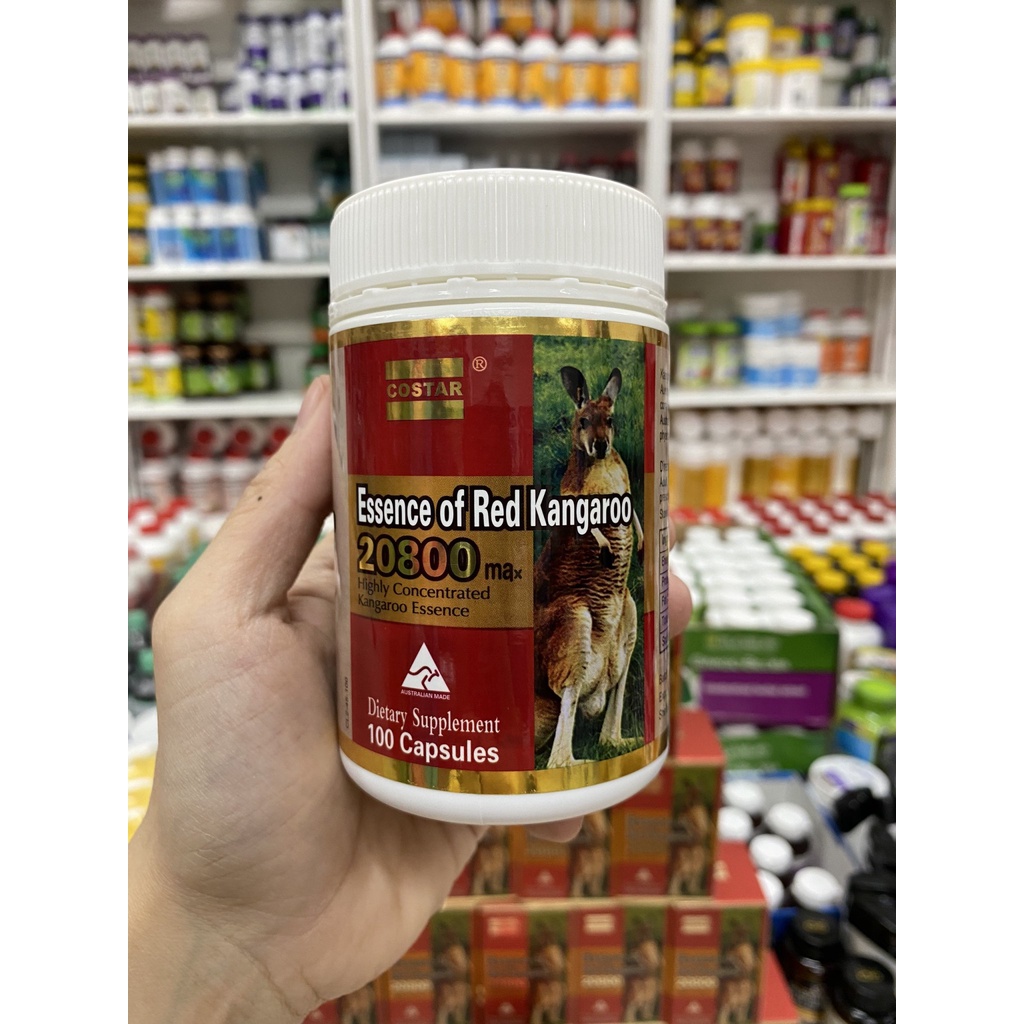 COSTAR ®
Essence of Red Kangaroo
20800 max
Highly Concentrated
Kangaroo Essence
AUSTRALIAN MADE
Dietary Supplement
100 Capsules